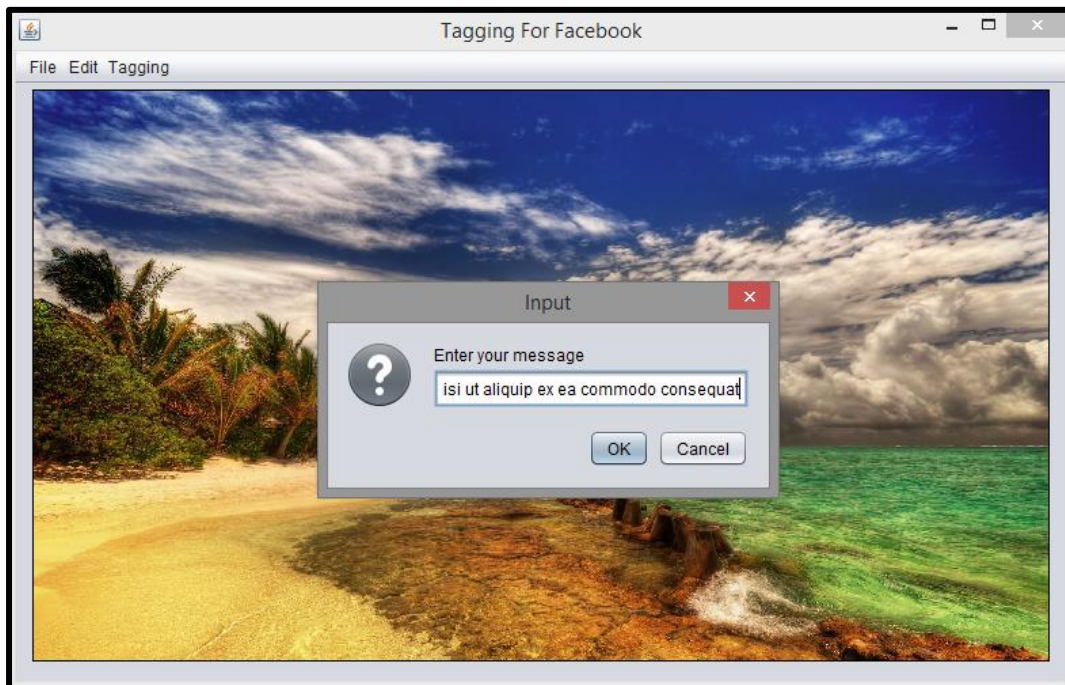 Tagging For Facebook
File Edit Tagging
Input
Enter your message
isi ut aliquip ex ea commodo consequat
OK Cancel